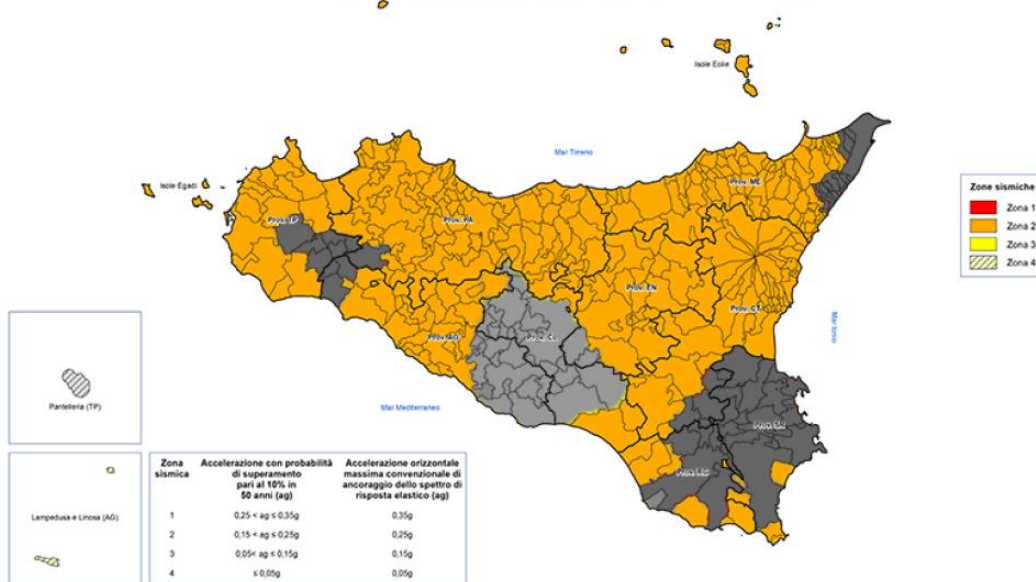 Isole Eolie
Mar Tirreno
Isole Egadi
Prov. ME
Prov. TP
Prov. PA
Prov. EN
Prov. CT
Prov. AG
Prov. CL
Mar Ionio
Mar Mediterraneo
Prov. SR
Prov. RG
Zone sismiche
Zona 1
Zona 2
Zona 3
Zona 4
Pantelleria (TP)
Lampedusa e Linosa (AG)
Zona
sismica
Accelerazione con probabilità
di superamento
pari al 10% in
50 anni (ag)
Accelerazione orizzontale
massima convenzionale di
ancoraggio dello spettro di
risposta elastico (ag)
1 0,25 < ag ≤ 0,35g 0,35g
2 0,15 < ag ≤ 0,25g 0,25g
3 0,05< ag ≤ 0,15g 0,15g
4 ≤ 0,05g 0,05g